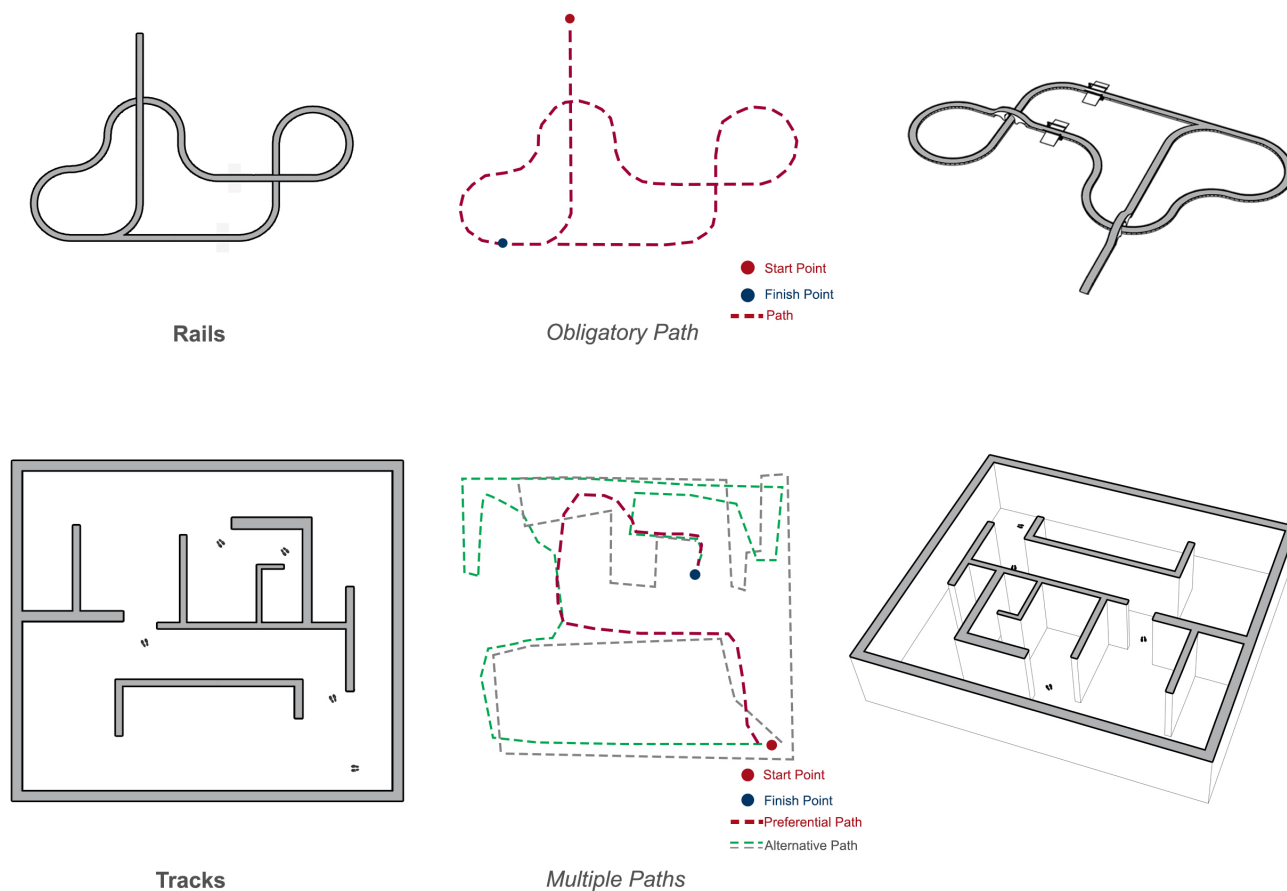 Start Point
Finish Point
Path
Rails
Obligatory Path
Start Point
Finish Point
Preferential Path
Alternative Path
Tracks
Multiple Paths